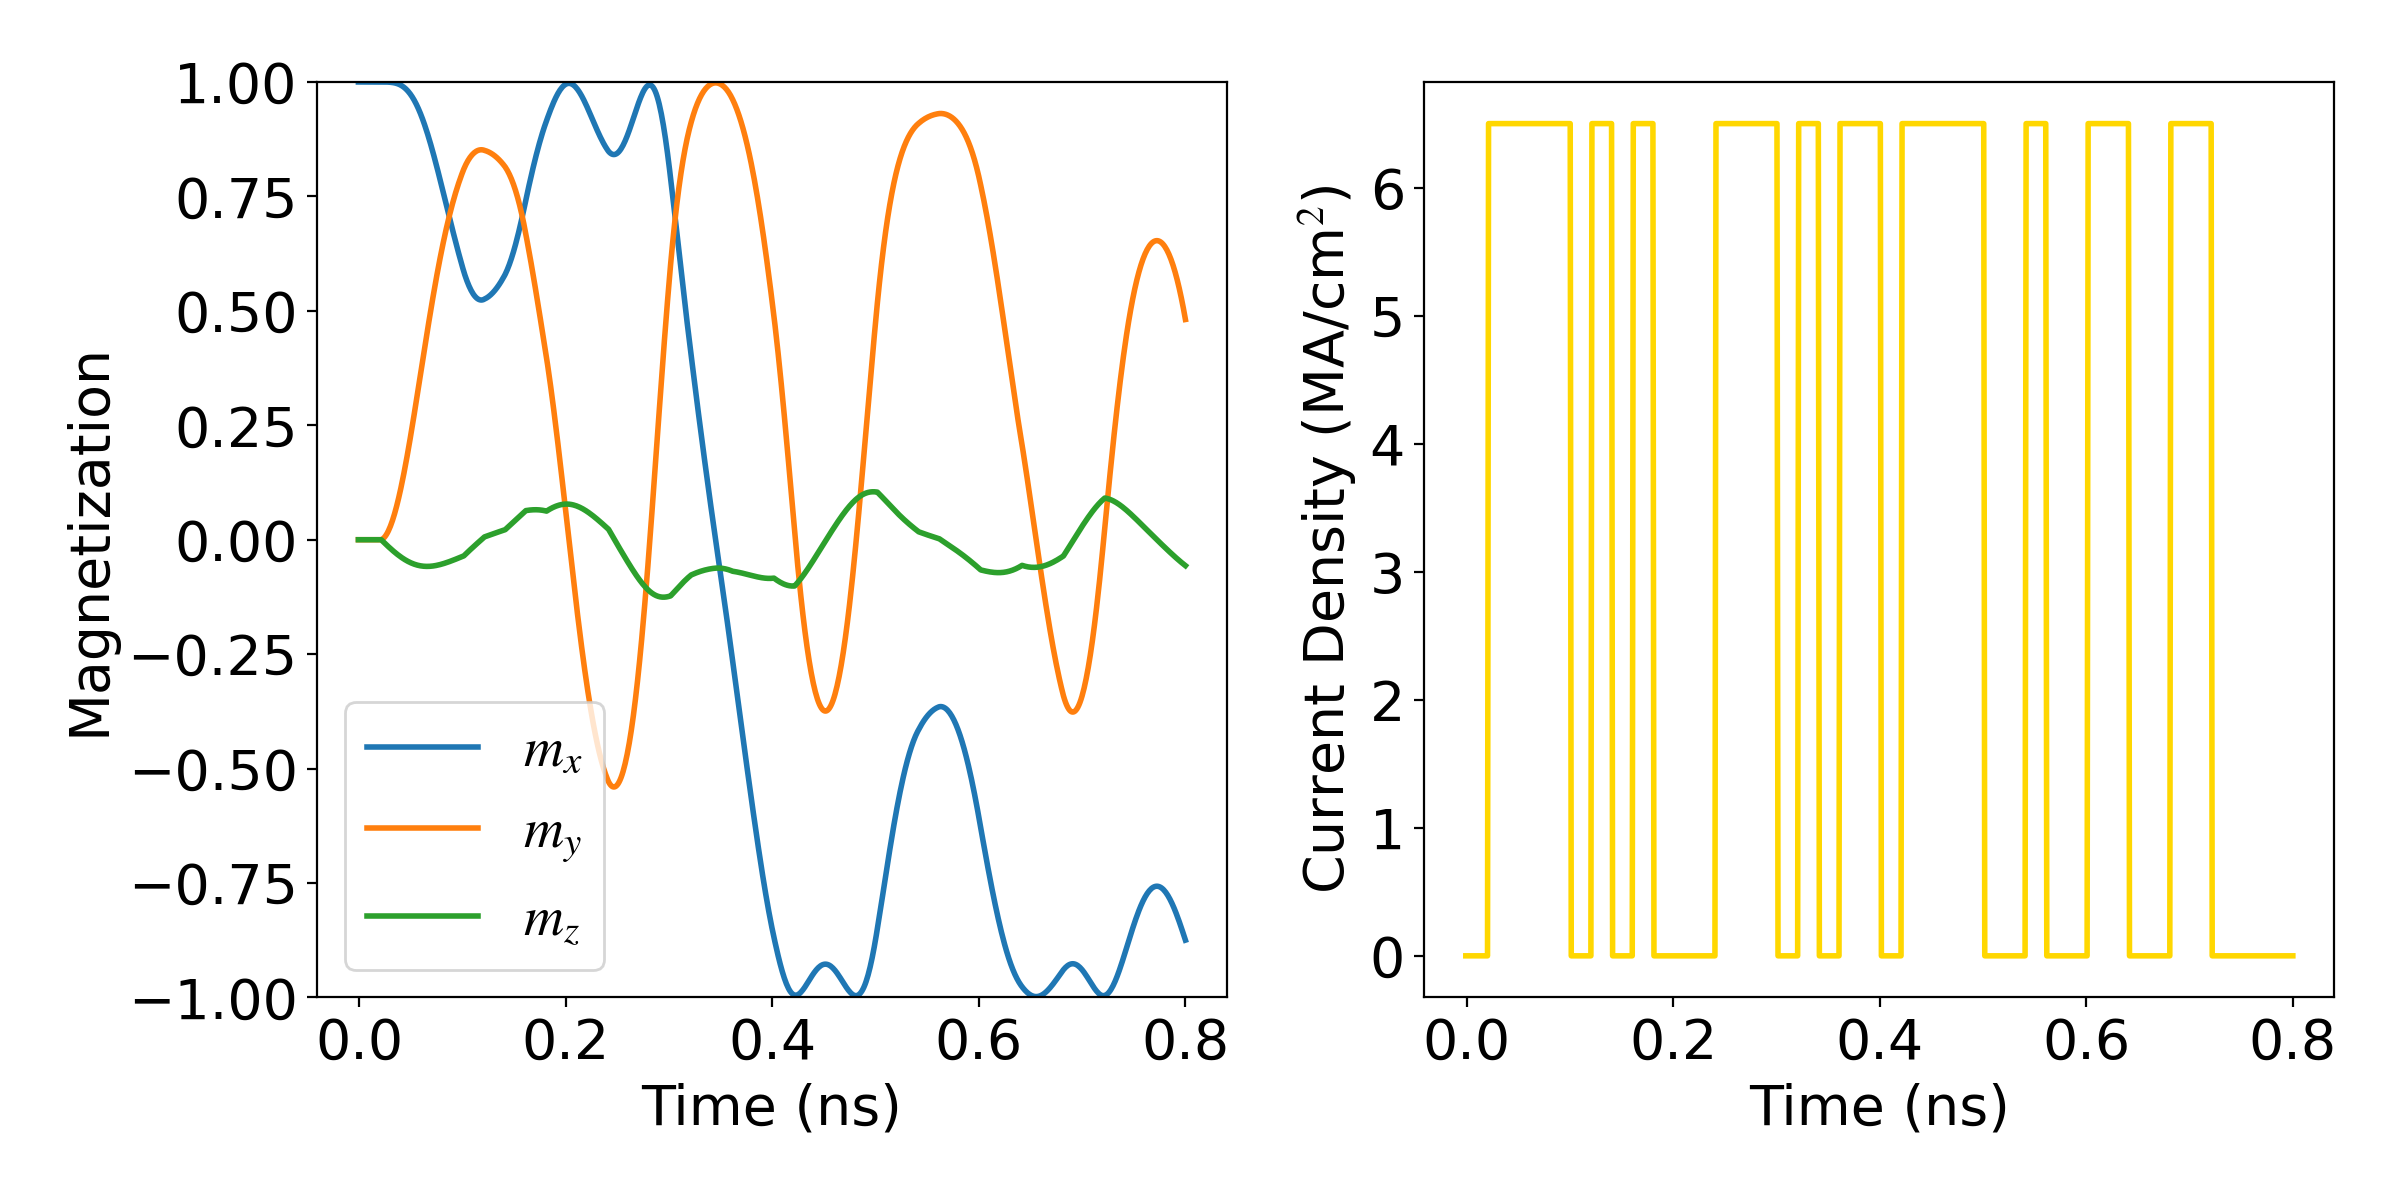 1.00
0.75
0.50
0.25
0.00
−0.25
−0.50
−0.75
−1.00
Magnetization
m_x
m_y
m_z
0.0 0.2 0.4 0.6 0.8
Time (ns)
6
5
4
3
2
1
0
Current Density (MA/cm²)
0.0 0.2 0.4 0.6 0.8
Time (ns)